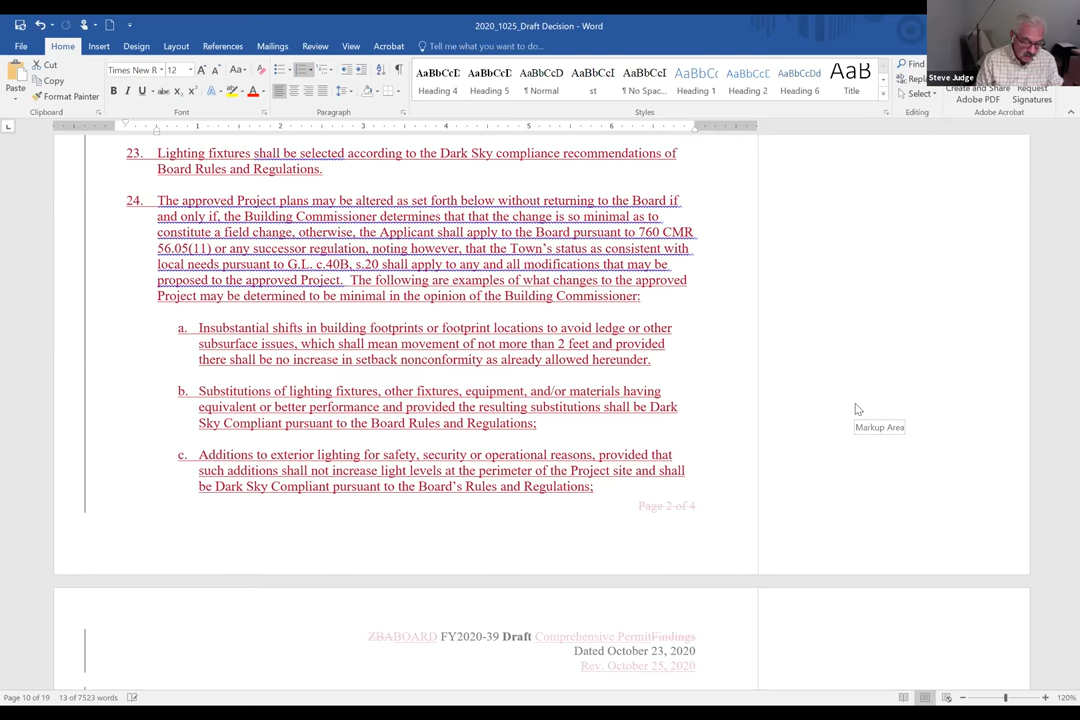 2020_1025_Draft Decision - Word
File Home Insert Design Layout References Mailings Review View Acrobat Tell me what you want to do...
Steve Judge
Paste
Cut
Copy
Format Painter
Times New R 12
AaBbCcD AaBbCcD AaBbCcD AaBbCcI AaBbCcI AaBbCc AaBbCc AaBbCcDd AaB
Heading 4 Heading 5 ¶ Normal st ¶ No Spac... Heading 1 Heading 2 Heading 6 Title
Find
Select
Create and Share
Adobe PDF
Request
Signatures
Clipboard Font Paragraph Styles Editing Adobe Acrobat
1 2 3 4 5 6
23. Lighting fixtures shall be selected according to the Dark Sky compliance recommendations of
Board Rules and Regulations.
24. The approved Project plans may be altered as set forth below without returning to the Board if
and only if, the Building Commissioner determines that that the change is so minimal as to
constitute a field change, otherwise, the Applicant shall apply to the Board pursuant to 760 CMR
56.05(11) or any successor regulation, noting however, that the Town's status as consistent with
local needs pursuant to G.L. c.40B, s.20 shall apply to any and all modifications that may be
proposed to the approved Project. The following are examples of what changes to the approved
Project may be determined to be minimal in the opinion of the Building Commissioner:
a. Insubstantial shifts in building footprints or footprint locations to avoid ledge or other
subsurface issues, which shall mean movement of not more than 2 feet and provided
there shall be no increase in setback nonconformity as already allowed hereunder.
b. Substitutions of lighting fixtures, other fixtures, equipment, and/or materials having
equivalent or better performance and provided the resulting substitutions shall be Dark
Sky Compliant pursuant to the Board Rules and Regulations;
c. Additions to exterior lighting for safety, security or operational reasons, provided that
such additions shall not increase light levels at the perimeter of the Project site and shall
be Dark Sky Compliant pursuant to the Board's Rules and Regulations;
Markup Area
Page 2 of 4
ZBABOARD FY2020-39 Draft Comprehensive PermitFindings
Dated October 23, 2020
Rev. October 25, 2020
Page 10 of 19 13 of 7523 words 120%